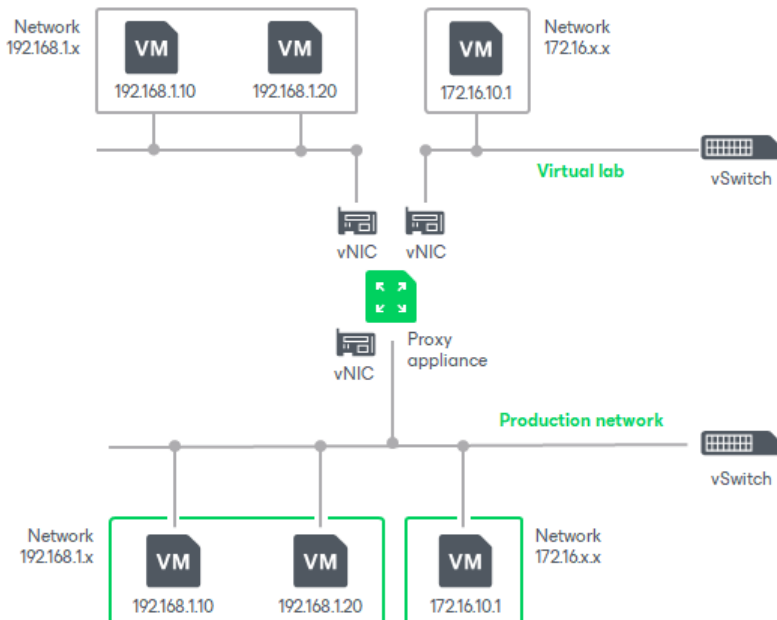 Network
192.168.1.x
VM
VM
192.168.1.10
192.168.1.20
VM
172.16.10.1
Network
172.16.x.x
Virtual lab
vSwitch
vNIC
vNIC
Proxy
appliance
vNIC
Production network
vSwitch
Network
192.168.1.x
VM
VM
192.168.1.10
192.168.1.20
VM
172.16.10.1
Network
172.16.x.x